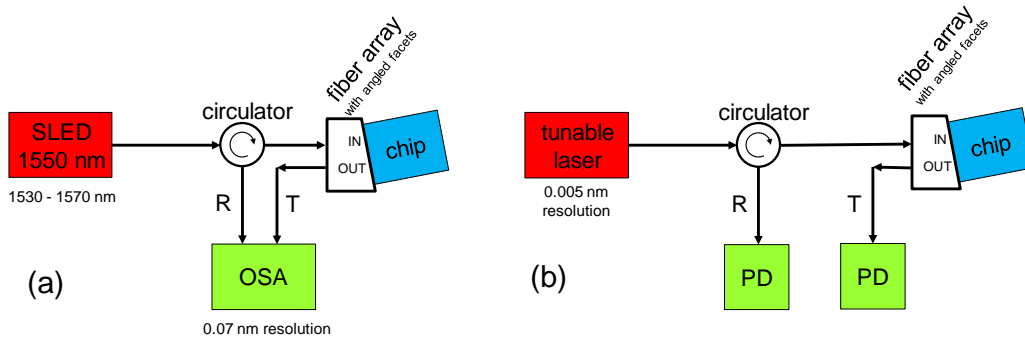 fiber array
with angled facets
circulator
SLED
1550 nm
IN
OUT
chip
1530 - 1570 nm
R
T
OSA
0.07 nm resolution
(a)
fiber array
with angled facets
circulator
tunable
laser
IN
OUT
chip
0.005 nm
resolution
R
T
PD
PD
(b)